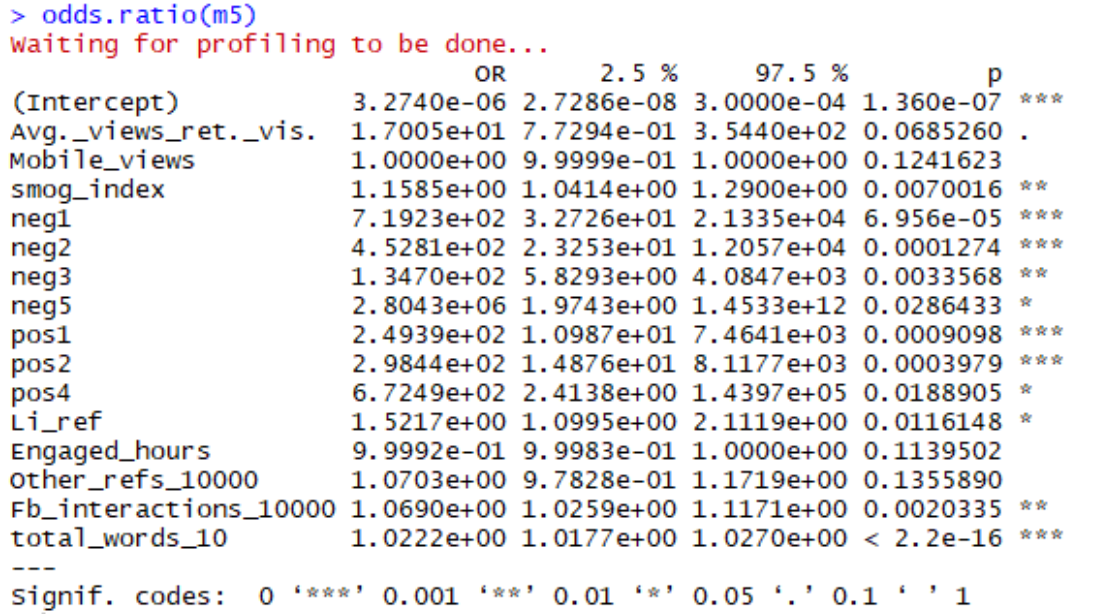 > odds.ratio(m5)
Waiting for profiling to be done...
OR 2.5 % 97.5 % p
(Intercept) 3.2740e-06 2.7286e-08 3.0000e-04 1.360e-07 ***
Avg._views_ret._vis. 1.7005e+01 7.7294e-01 3.5440e+02 0.0685260 .
Mobile_views 1.0000e+00 9.9999e-01 1.0000e+00 0.1241623
smog_index 1.1585e+00 1.0414e+00 1.2900e+00 0.0070016 **
neg1 7.1923e+02 3.2726e+01 2.1335e+04 6.956e-05 ***
neg2 4.5281e+02 2.3253e+01 1.2057e+04 0.0001274 ***
neg3 1.3470e+02 5.8293e+00 4.0847e+03 0.0033568 **
neg5 2.8043e+06 1.9743e+00 1.4533e+12 0.0286433 *
pos1 2.4939e+02 1.0987e+01 7.4641e+03 0.0009098 ***
pos2 2.9844e+02 1.4876e+01 8.1177e+03 0.0003979 ***
pos4 6.7249e+02 2.4138e+00 1.4397e+05 0.0188905 *
Li_ref 1.5217e+00 1.0995e+00 2.1119e+00 0.0116148 *
Engaged_hours 9.9992e-01 9.9983e-01 1.0000e+00 0.1139502
Other_refs_10000 1.0703e+00 9.7828e-01 1.1719e+00 0.1355890
Fb_interactions_10000 1.0690e+00 1.0259e+00 1.1171e+00 0.0020335 **
total_words_10 1.0222e+00 1.0177e+00 1.0270e+00 < 2.2e-16 ***
---
Signif. codes: 0 ‘***’ 0.001 ‘**’ 0.01 ‘*’ 0.05 ‘.’ 0.1 ‘ ’ 1